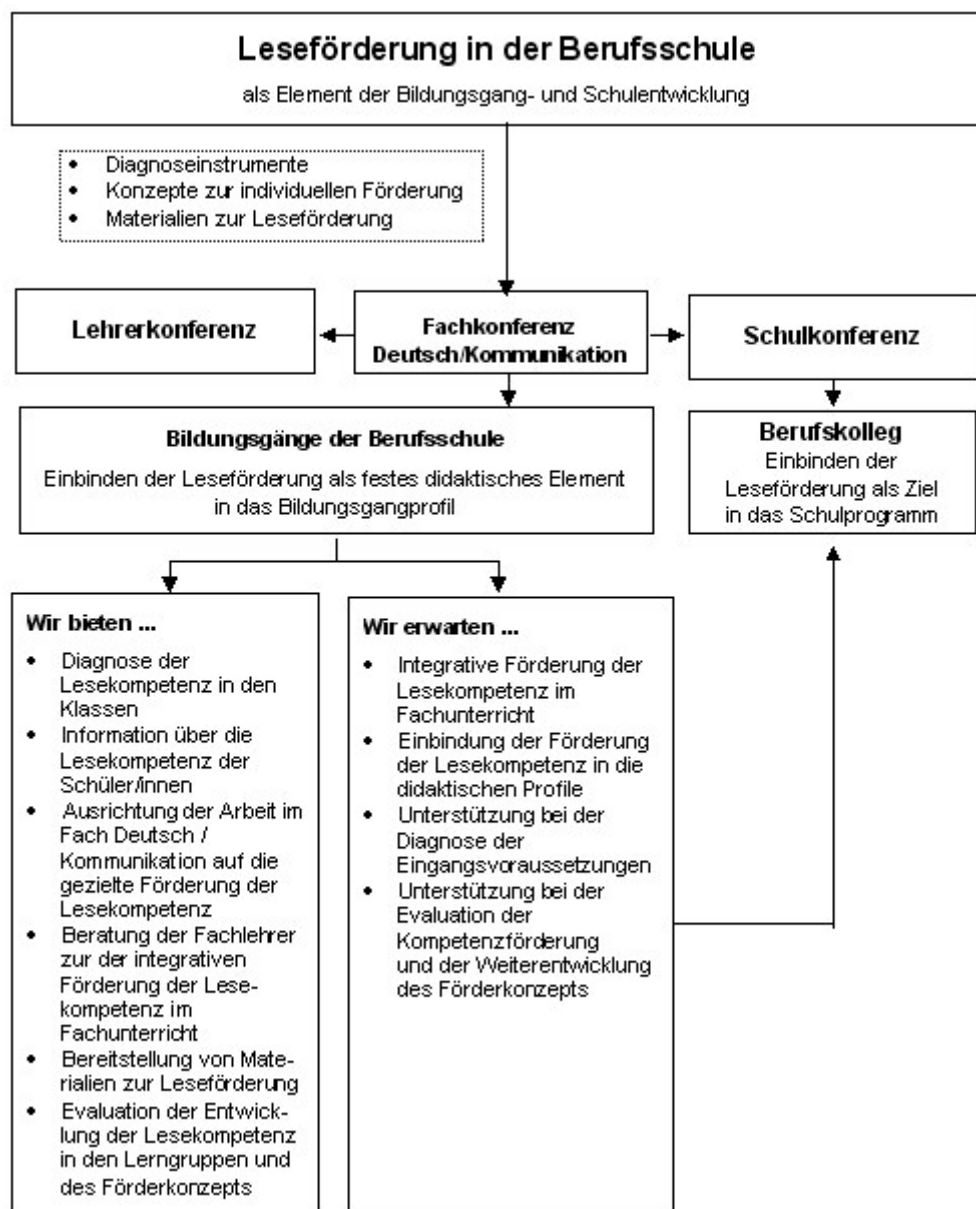 Leseförderung in der Berufsschule
als Element der Bildungsgang- und Schulentwicklung
• Diagnoseinstrumente
• Konzepte zur individuellen Förderung
• Materialien zur Leseförderung
Lehrerkonferenz
Fachkonferenz
Deutsch/Kommunikation
Schulkonferenz
Bildungsgänge der Berufsschule
Einbinden der Leseförderung als festes didaktisches Element
in das Bildungsgangprofil
Berufskolleg
Einbinden der
Leseförderung als Ziel
in das Schulprogramm
Wir bieten ...
• Diagnose der
Lesekompetenz in den
Klassen
• Information über die
Lesekompetenz der
Schüler/innen
• Ausrichtung der Arbeit im
Fach Deutsch /
Kommunikation auf die
gezielte Förderung der
Lesekompetenz
• Beratung der Fachlehrer
zur der integrativen
Förderung der Lese-
kompetenz im
Fachunterricht
• Bereitstellung von Mate-
rialien zur Leseförderung
• Evaluation der Entwick-
lung der Lesekompetenz
in den Lerngruppen und
des Förderkonzepts
Wir erwarten ...
• Integrative Förderung der
Lesekompetenz im
Fachunterricht
• Einbindung der Förderung
der Lesekompetenz in die
didaktischen Profile
• Unterstützung bei der
Diagnose der
Eingangsvoraussetzungen
• Unterstützung bei der
Evaluation der
Kompetenzförderung
und der Weiterentwicklung
des Förderkonzepts